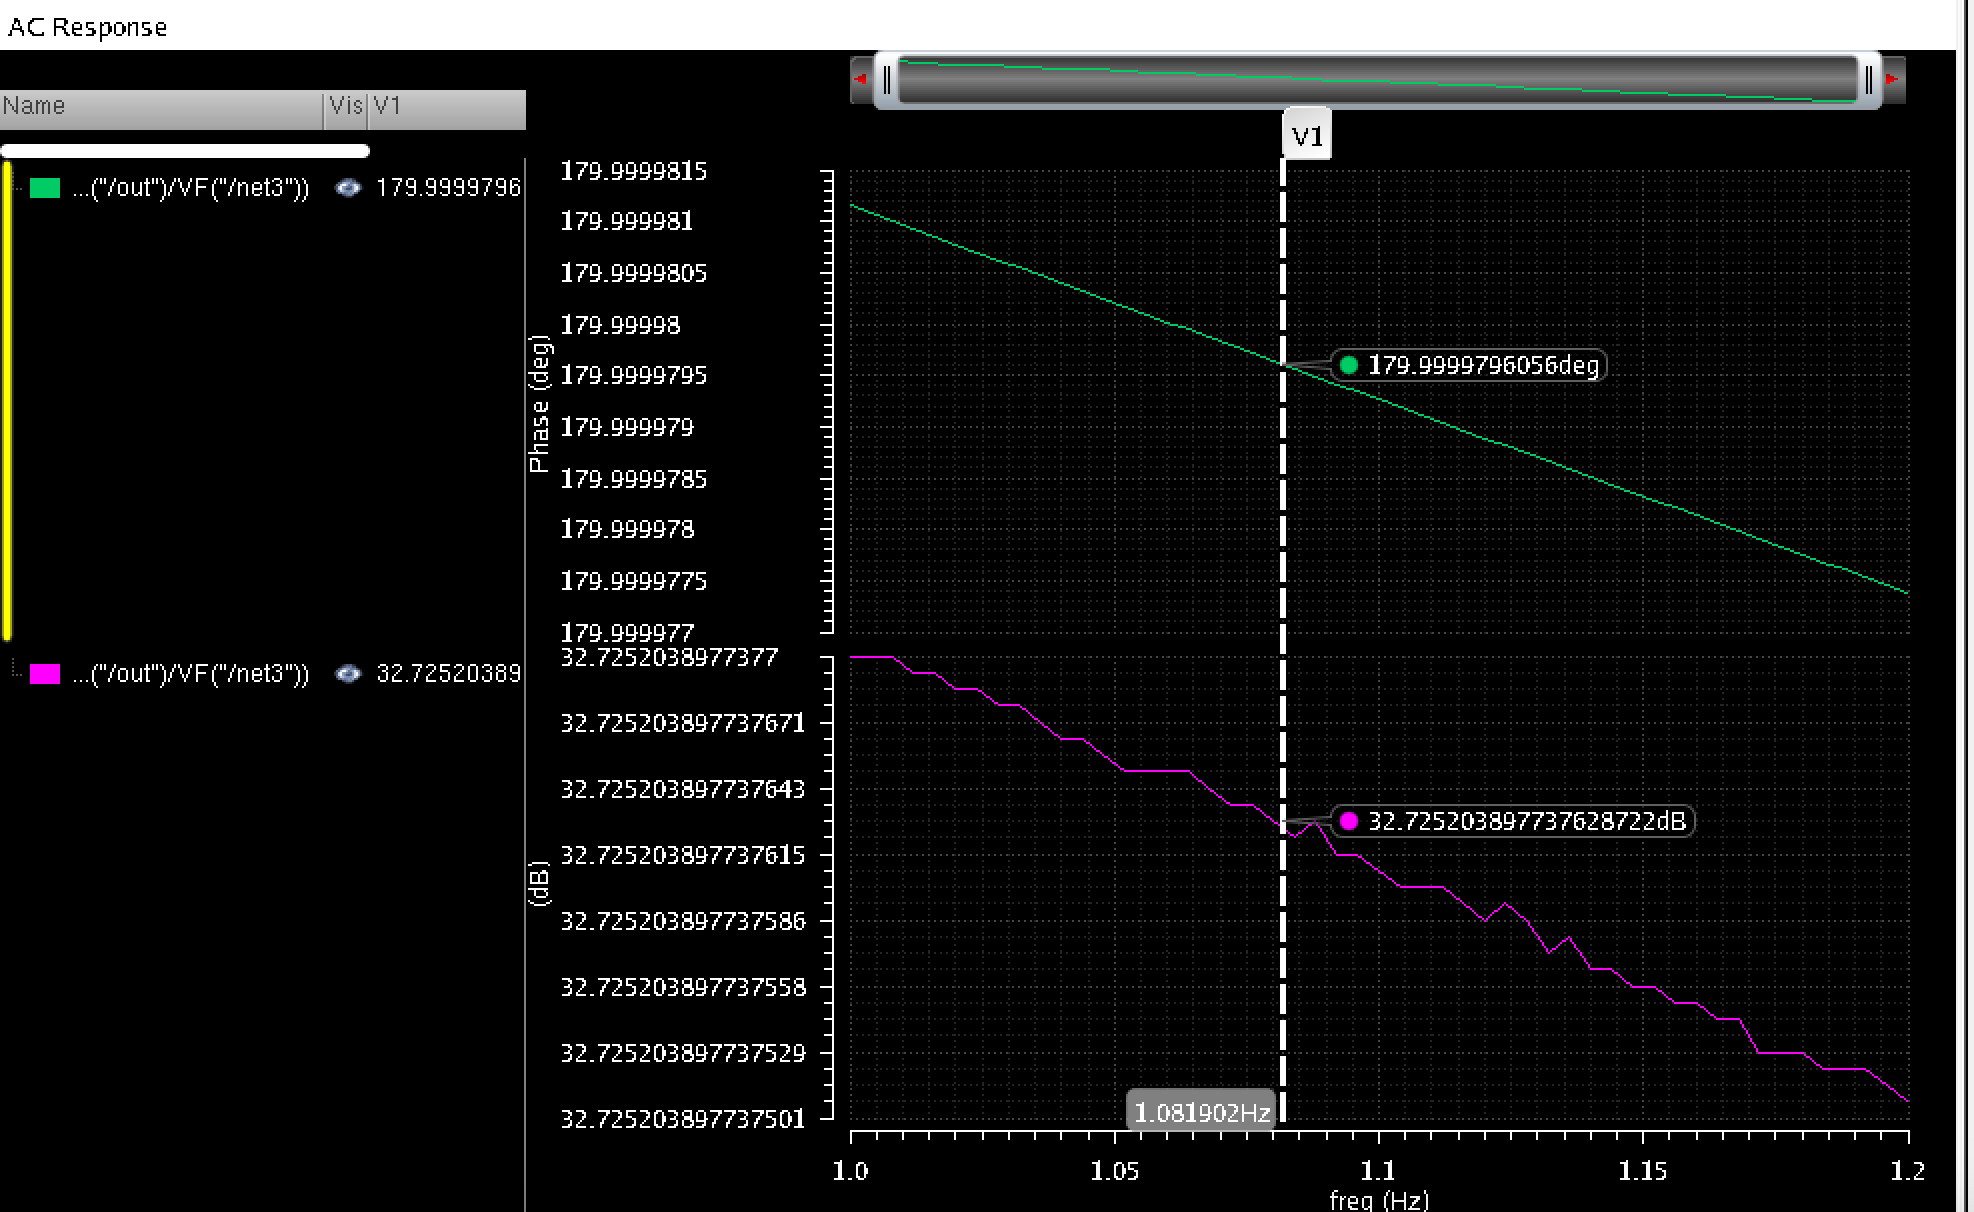 AC Response
Name Vis V1
V1
...("/out")/VF("/net3")) 179.9999796
179.9999815
179.999981
179.9999805
179.99998
179.9999795
179.999979
179.9999785
179.999978
179.9999775
179.999977
Phase (deg)
179.9999796056deg
...("/out")/VF("/net3")) 32.72520389
32.7252038977377
32.725203897737671
32.725203897737643
32.725203897737615
32.725203897737586
32.725203897737558
32.725203897737529
32.725203897737501
(dB)
32.725203897737628722dB
1.081902Hz
1.0 1.05 1.1 1.15 1.2
freq (Hz)